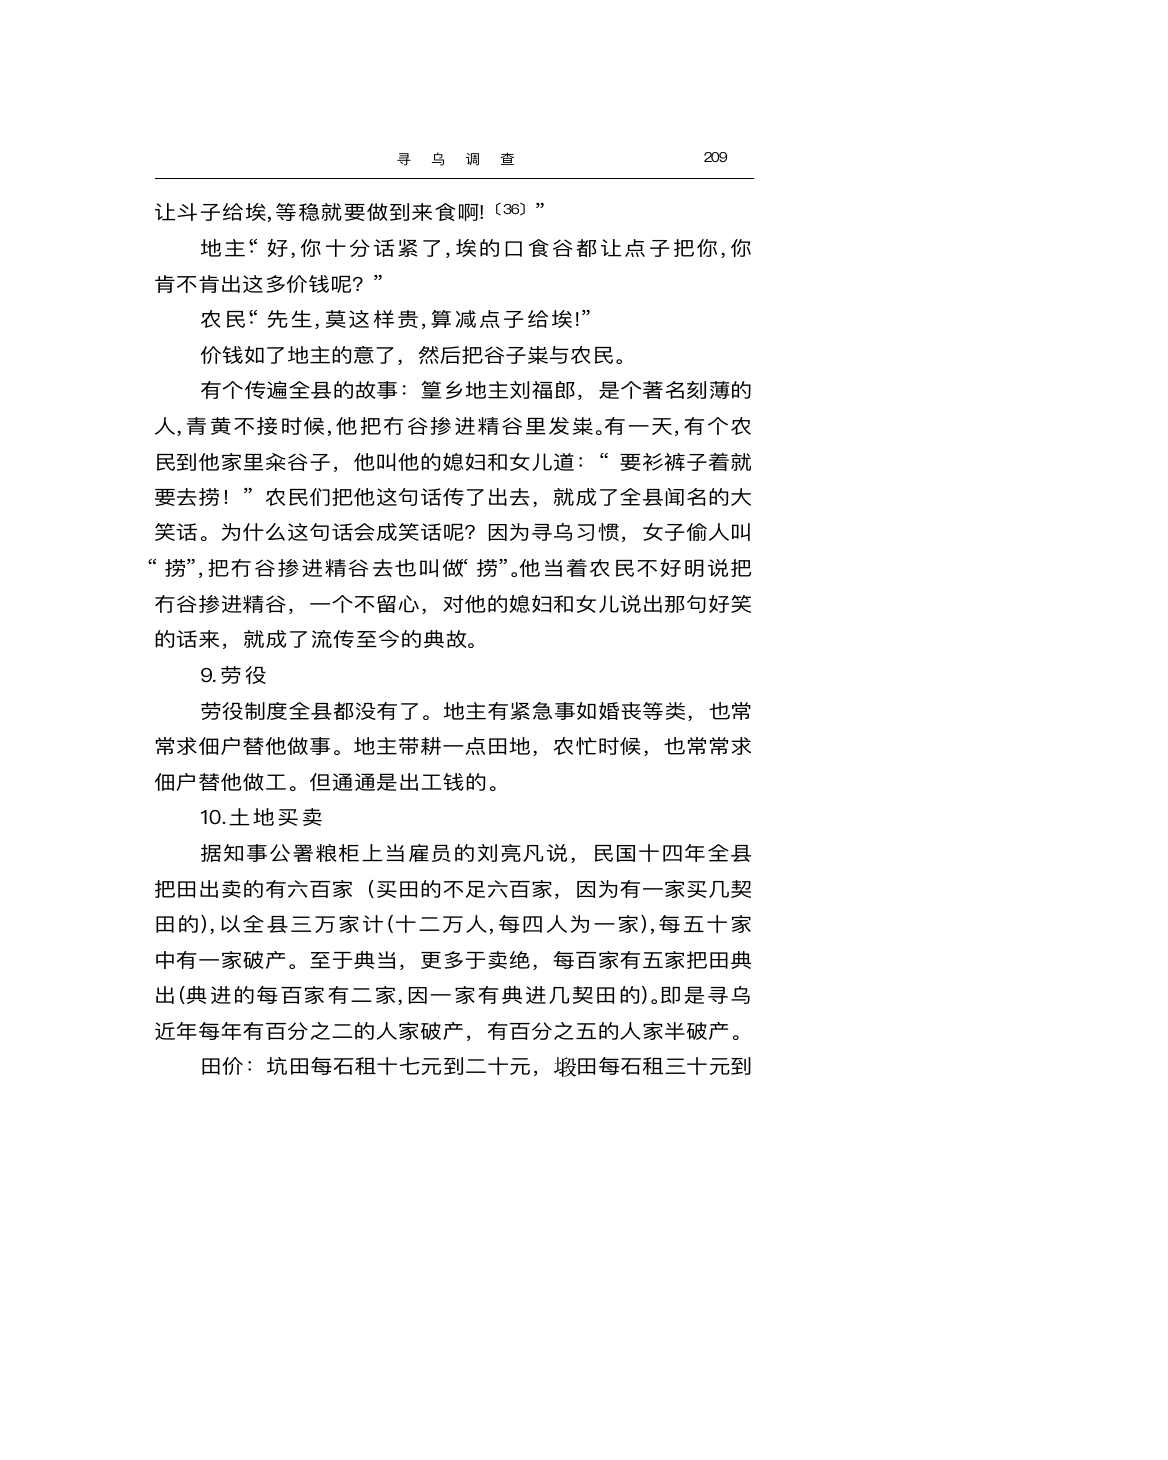 寻乌调查 209
让斗子给埃,等稳就要做到来食啊!〔36〕”
地主:“好,你十分话紧了,埃的口食谷都让点子把你,你
肯不肯出这多价钱呢?”
农民:“先生,莫这样贵,算减点子给埃!”
价钱如了地主的意了，然后把谷子粜与农民。
有个传遍全县的故事：篁乡地主刘福郎，是个著名刻薄的
人,青黄不接时候,他把冇谷掺进精谷里发粜。有一天,有个农
民到他家里籴谷子，他叫他的媳妇和女儿道：“要衫裤子着就
要去捞！”农民们把他这句话传了出去，就成了全县闻名的大
笑话。为什么这句话会成笑话呢？因为寻乌习惯，女子偷人叫
“捞”,把冇谷掺进精谷去也叫做“捞”。他当着农民不好明说把
冇谷掺进精谷，一个不留心，对他的媳妇和女儿说出那句好笑
的话来，就成了流传至今的典故。
9.劳役
劳役制度全县都没有了。地主有紧急事如婚丧等类，也常
常求佃户替他做事。地主带耕一点田地，农忙时候，也常常求
佃户替他做工。但通通是出工钱的。
10.土地买卖
据知事公署粮柜上当雇员的刘亮凡说，民国十四年全县
把田出卖的有六百家（买田的不足六百家，因为有一家买几契
田的),以全县三万家计(十二万人,每四人为一家),每五十家
中有一家破产。至于典当，更多于卖绝，每百家有五家把田典
出(典进的每百家有二家,因一家有典进几契田的)。即是寻乌
近年每年有百分之二的人家破产，有百分之五的人家半破产。
田价：坑田每石租十七元到二十元，塅田每石租三十元到